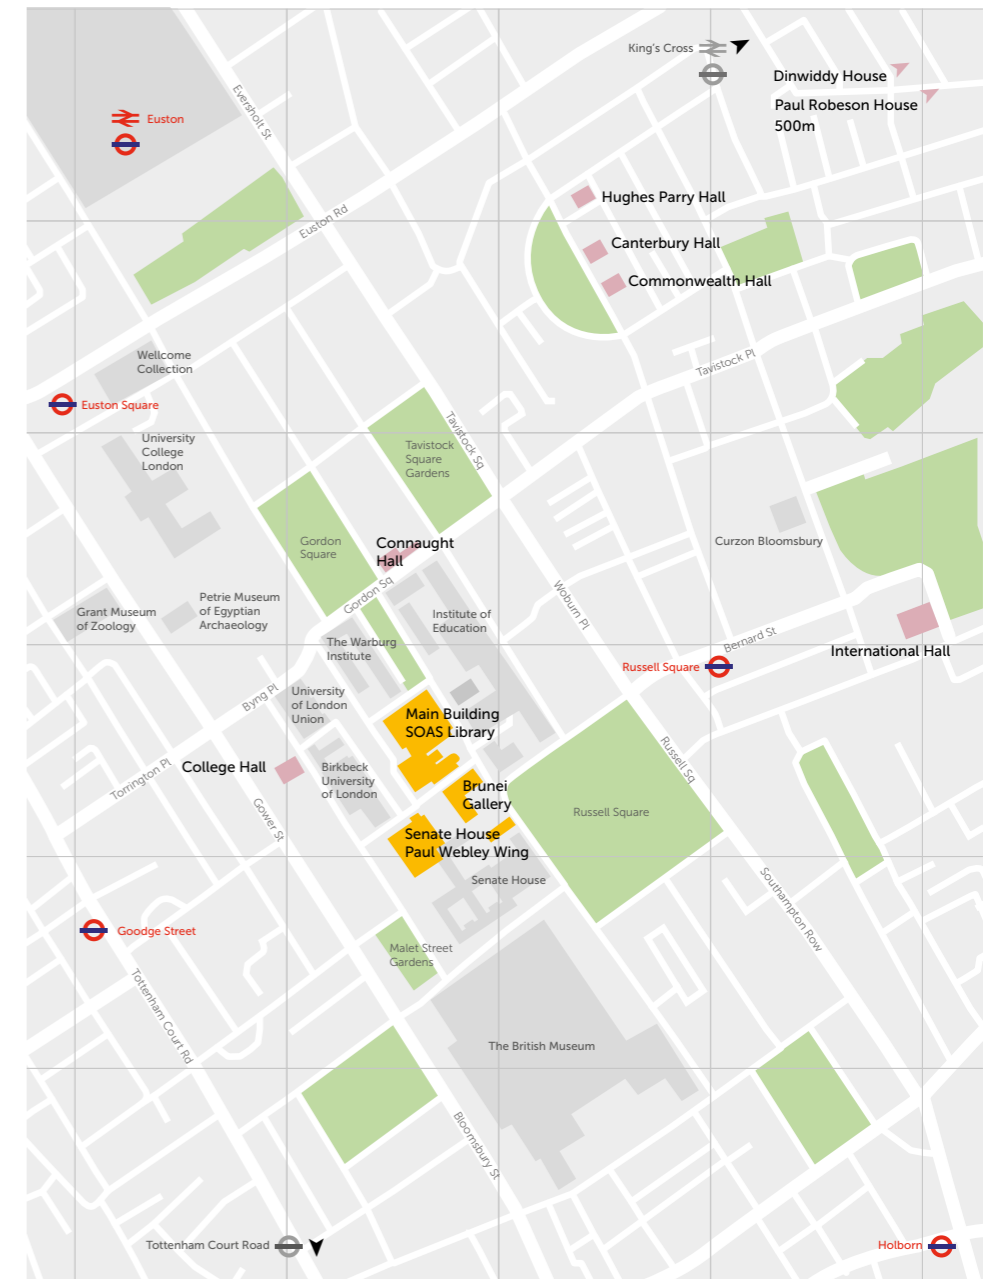 King's Cross
Dinwiddy House
Paul Robeson House
500m
Eversholt St
Euston
Hughes Parry Hall
Euston Rd
Canterbury Hall
Commonwealth Hall
Wellcome
Collection
Tavistock Pl
Euston Square
Tavistock Sq
University
College
London
Tavistock
Square
Gardens
Gordon
Square
Connaught
Hall
Curzon Bloomsbury
Gordon Sq
Woburn Pl
Grant Museum
of Zoology
Petrie Museum
of Egyptian
Archaeology
Institute of
Education
The Warburg
Institute
Bernard St
International Hall
Russell Square
Byng Pl
University
of London
Union
Main Building
SOAS Library
Russell Sq
Torrington Pl
College Hall
Birkbeck
University
of London
Brunei
Gallery
Gower St
Russell Square
Senate House
Paul Webley Wing
Senate House
Southampton Row
Goodge Street
Malet Street
Gardens
Tottenham Court Rd
The British Museum
Bloomsbury St
Tottenham Court Road
Holborn